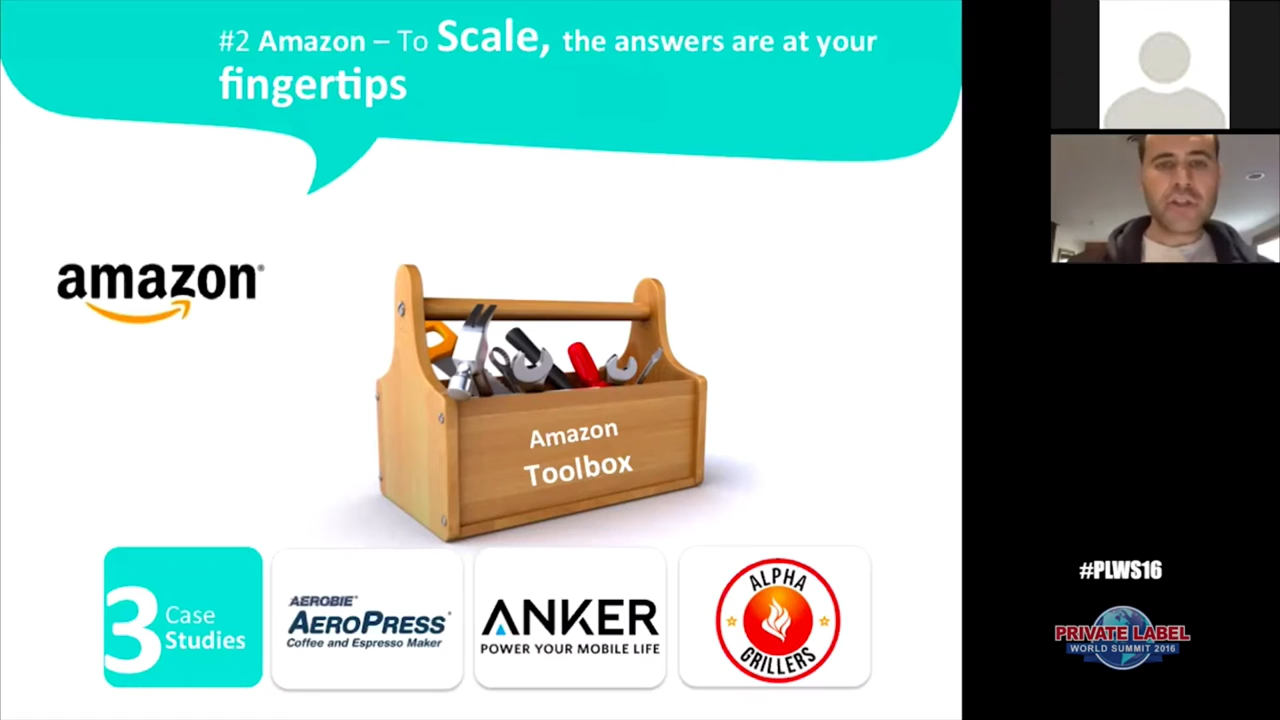 #2 Amazon – To Scale, the answers are at your
fingertips
amazon®
Amazon
Toolbox
3 Case
Studies
AEROBIE®
AEROPRESS®
Coffee and Espresso Maker
ANKER
POWER YOUR MOBILE LIFE
ALPHA
GRILLERS
#PLWS16
PRIVATE LABEL
WORLD SUMMIT 2016